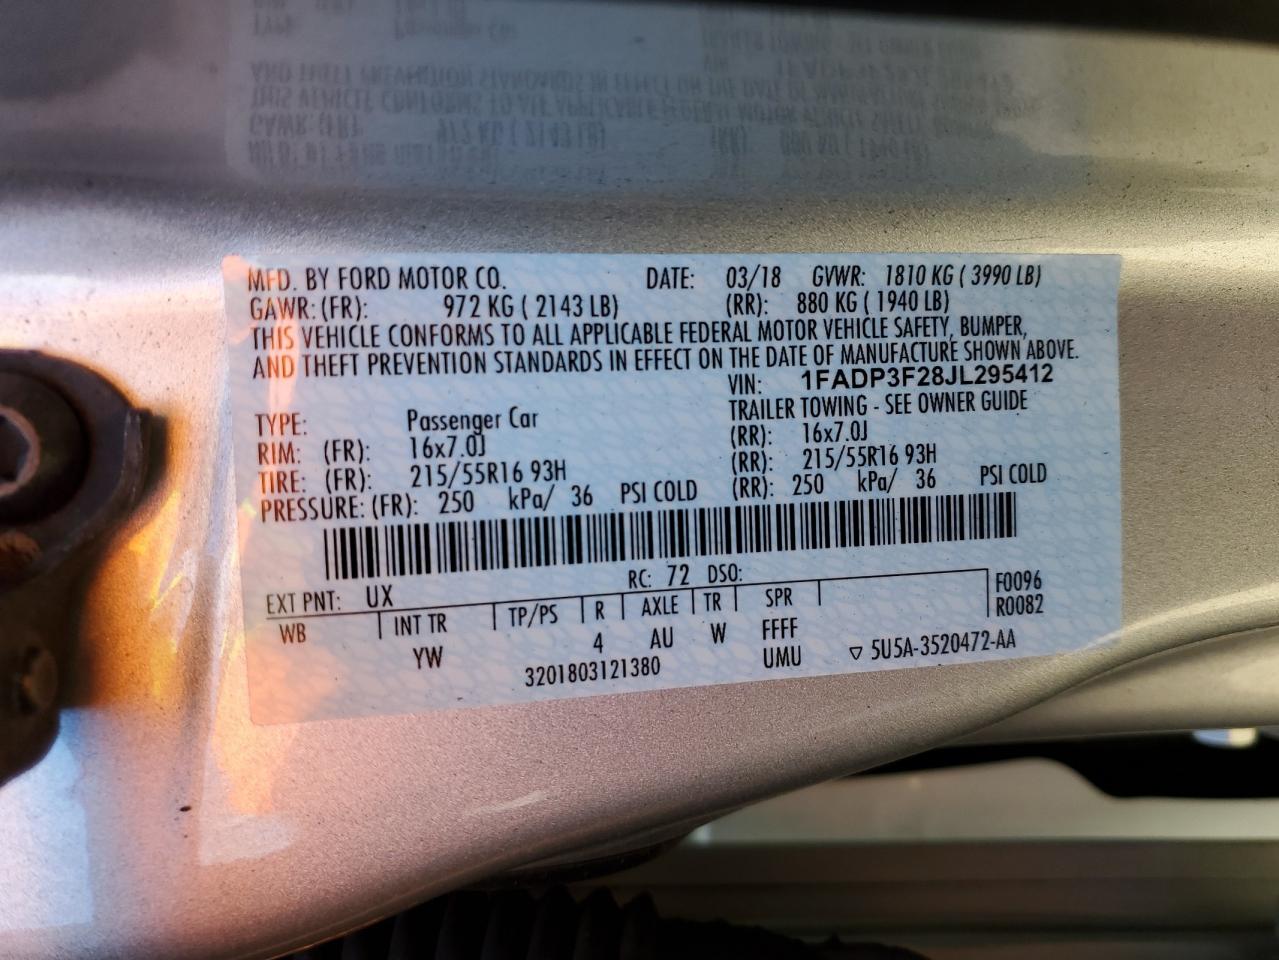 MFD. BY FORD MOTOR CO. DATE: 03/18 GVWR: 1810 KG ( 3990 LB)
GAWR: (FR): 972 KG ( 2143 LB) (RR): 880 KG ( 1940 LB)
THIS VEHICLE CONFORMS TO ALL APPLICABLE FEDERAL MOTOR VEHICLE SAFETY, BUMPER,
AND THEFT PREVENTION STANDARDS IN EFFECT ON THE DATE OF MANUFACTURE SHOWN ABOVE.
VIN: 1FADP3F28JL295412
TYPE: Passenger Car TRAILER TOWING - SEE OWNER GUIDE
RIM: (FR): 16x7.0J (RR): 16x7.0J
TIRE: (FR): 215/55R16 93H (RR): 215/55R16 93H
PRESSURE: (FR): 250 kPa/ 36 PSI COLD (RR): 250 kPa/ 36 PSI COLD
EXT PNT: UX RC: 72 DSO: F0096
WB INT TR TP/PS R AXLE TR SPR R0082
YW 4 AU W FFFF
UMU ▽ 5U5A-3520472-AA
3201803121380